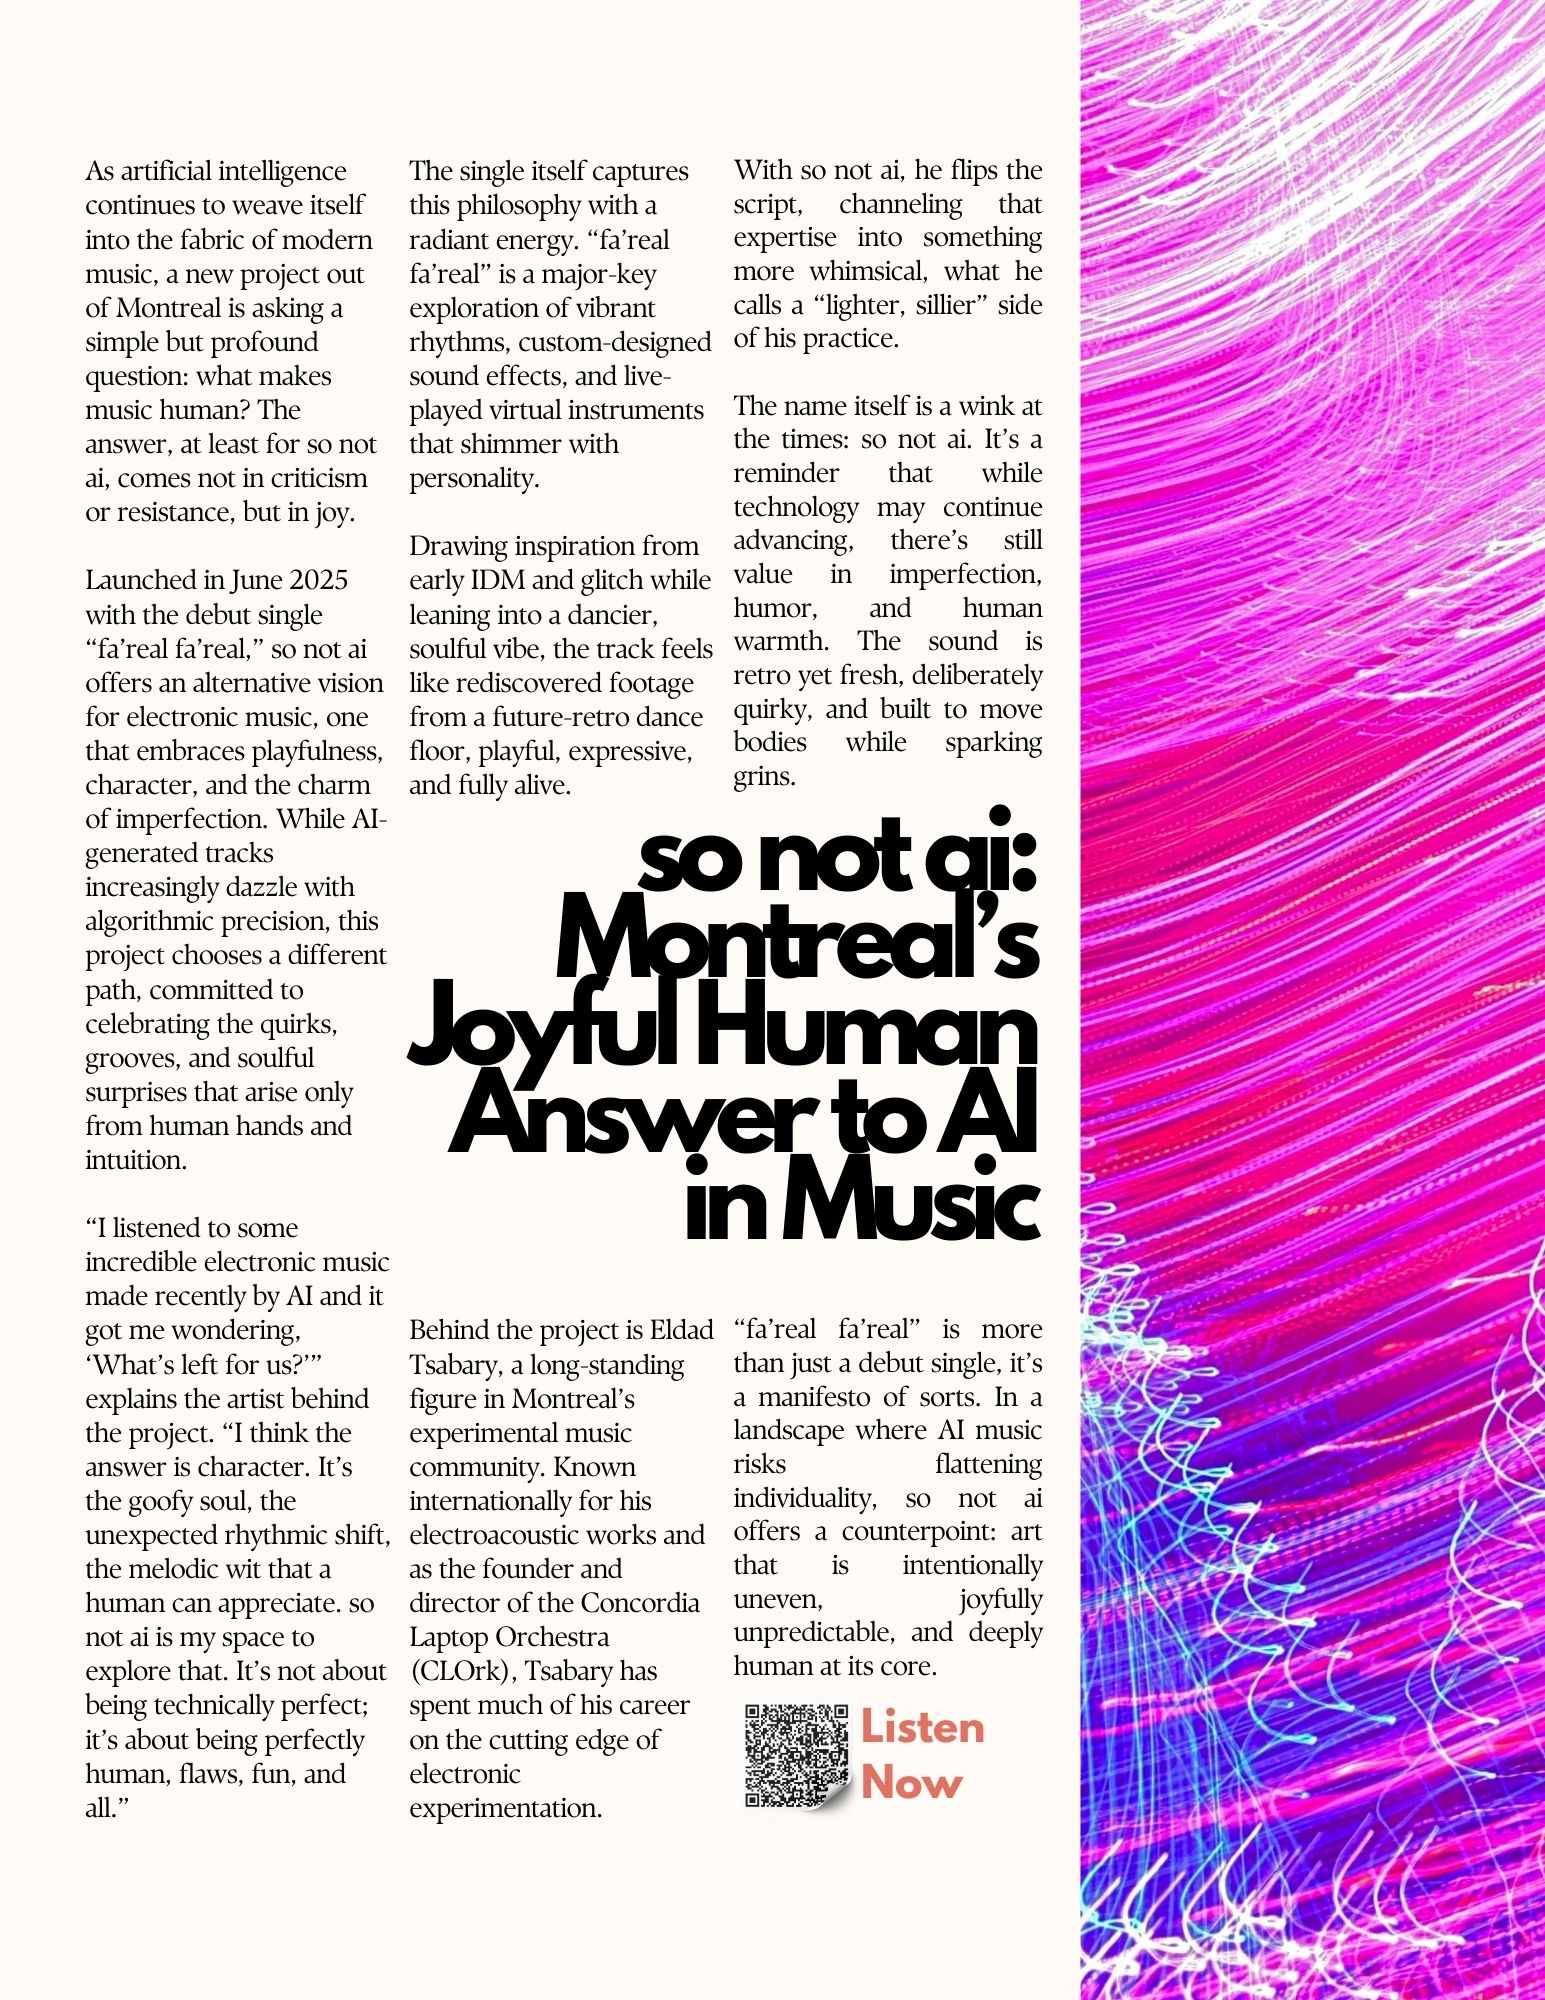 As artificial intelligence
continues to weave itself
into the fabric of modern
music, a new project out
of Montreal is asking a
simple but profound
question: what makes
music human? The
answer, at least for so not
ai, comes not in criticism
or resistance, but in joy.
Launched in June 2025
with the debut single
“fa’real fa’real,” so not ai
offers an alternative vision
for electronic music, one
that embraces playfulness,
character, and the charm
of imperfection. While AI-
generated tracks
increasingly dazzle with
algorithmic precision, this
project chooses a different
path, committed to
celebrating the quirks,
grooves, and soulful
surprises that arise only
from human hands and
intuition.
“I listened to some
incredible electronic music
made recently by AI and it
got me wondering,
‘What’s left for us?’”
explains the artist behind
the project. “I think the
answer is character. It’s
the goofy soul, the
unexpected rhythmic shift,
the melodic wit that a
human can appreciate. so
not ai is my space to
explore that. It’s not about
being technically perfect;
it’s about being perfectly
human, flaws, fun, and
all.”
The single itself captures
this philosophy with a
radiant energy. “fa’real
fa’real” is a major-key
exploration of vibrant
rhythms, custom-designed
sound effects, and live-
played virtual instruments
that shimmer with
personality.
Drawing inspiration from
early IDM and glitch while
leaning into a dancier,
soulful vibe, the track feels
like rediscovered footage
from a future-retro dance
floor, playful, expressive,
and fully alive.
Behind the project is Eldad
Tsabary, a long-standing
figure in Montreal’s
experimental music
community. Known
internationally for his
electroacoustic works and
as the founder and
director of the Concordia
Laptop Orchestra
(CLOrk), Tsabary has
spent much of his career
on the cutting edge of
electronic
experimentation.
With so not ai, he flips the
script, channeling that
expertise into something
more whimsical, what he
calls a “lighter, sillier” side
of his practice.
The name itself is a wink at
the times: so not ai. It’s a
reminder that while
technology may continue
advancing, there’s still
value in imperfection,
humor, and human
warmth. The sound is
retro yet fresh, deliberately
quirky, and built to move
bodies while sparking
grins.
so not ai:
Montreal’s
Joyful Human
Answer to AI
in Music
“fa’real fa’real” is more
than just a debut single, it’s
a manifesto of sorts. In a
landscape where AI music
risks flattening
individuality, so not ai
offers a counterpoint: art
that is intentionally
uneven, joyfully
unpredictable, and deeply
human at its core.
Listen
Now